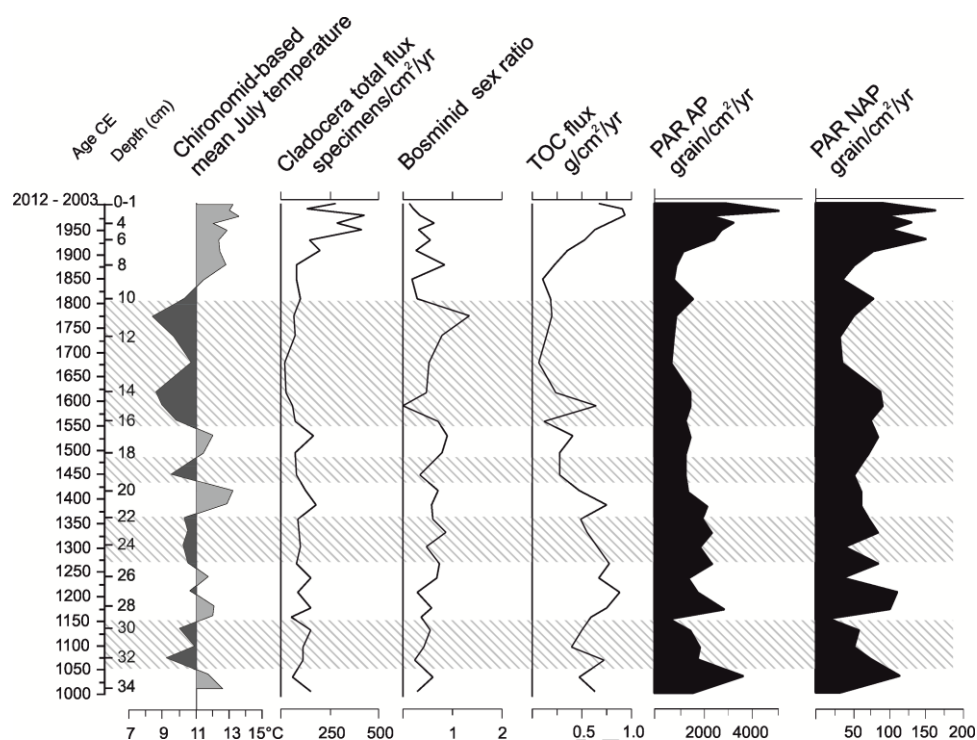 Age CE
Depth (cm)
Chironomid-based
mean July temperature
Cladocera total flux
specimens/cm²/yr
Bosminid sex ratio
TOC flux
g/cm²/yr
PAR AP
grain/cm²/yr
PAR NAP
grain/cm²/yr
2012 - 2003 0-1
4
1950
6
1900
8
1850
1800 10
1750
12
1700
1650
14
1600
1550 16
1500
18
1450
20
1400
22
1350
24
1300
1250 26
1200
28
1150
30
1100
32
1050
34
1000
7 9 11 13 15°C 0 250 500 0 1 2 0.5 1.0 0 2000 4000 50 100 150 200